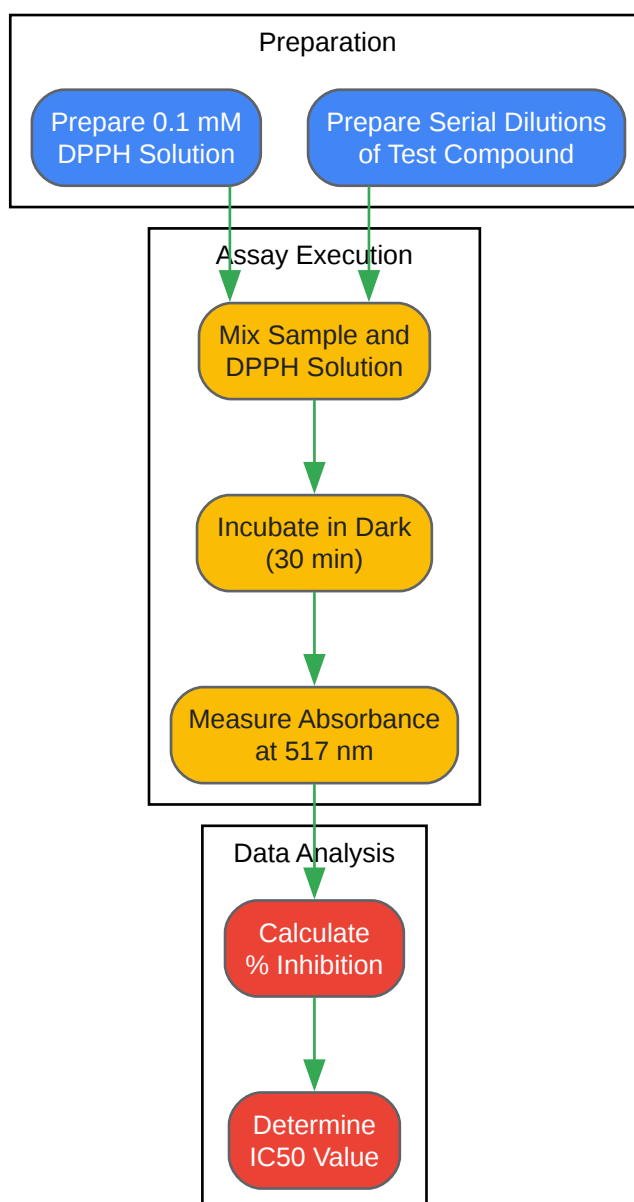 Preparation
Prepare 0.1 mM
DPPH Solution
Prepare Serial Dilutions
of Test Compound
Assay Execution
Mix Sample and
DPPH Solution
Incubate in Dark
(30 min)
Measure Absorbance
at 517 nm
Data Analysis
Calculate
% Inhibition
Determine
IC50 Value